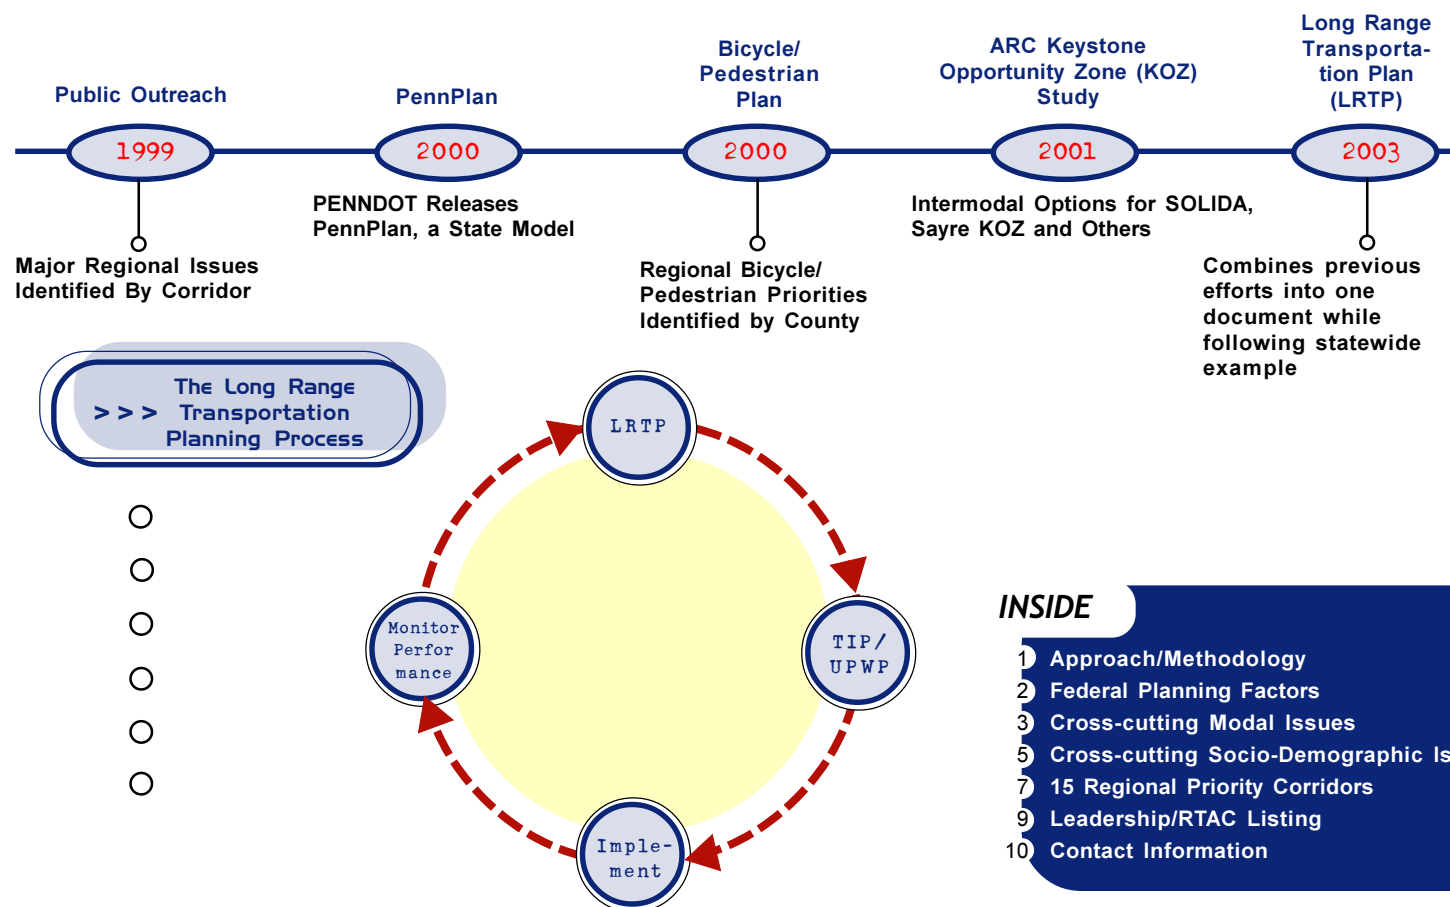 Public Outreach
1999
Major Regional Issues
Identified By Corridor
PennPlan
2000
PENNDOT Releases
PennPlan, a State Model
Bicycle/
Pedestrian
Plan
2000
Regional Bicycle/
Pedestrian Priorities
Identified by County
ARC Keystone
Opportunity Zone (KOZ)
Study
2001
Intermodal Options for SOLIDA,
Sayre KOZ and Others
Long Range
Transporta-
tion Plan
(LRTP)
2003
Combines previous
efforts into one
document while
following statewide
example
The Long Range
>>> Transportation
Planning Process
LRTP
TIP/
UPWP
Imple-
ment
Monitor
Perfor
mance
INSIDE
1 Approach/Methodology
2 Federal Planning Factors
3 Cross-cutting Modal Issues
5 Cross-cutting Socio-Demographic Is
7 15 Regional Priority Corridors
9 Leadership/RTAC Listing
10 Contact Information